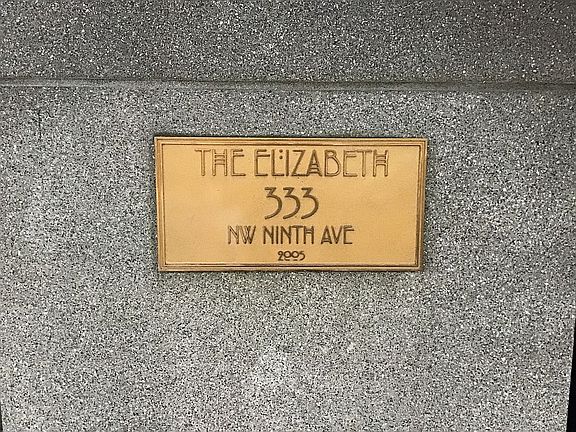 THE ELIZABETH
333
NW NINTH AVE
2005